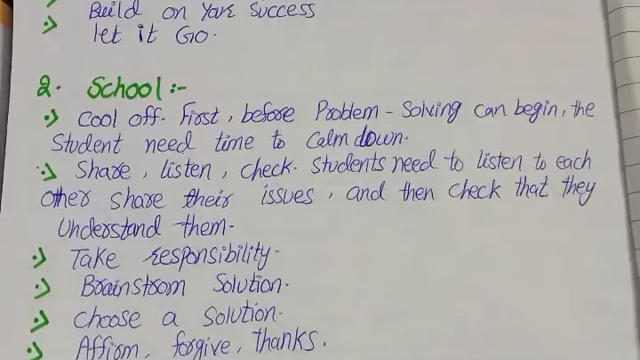 Build on your success
let it Go.
2. School :-
Cool off. First, before Problem - Solving can begin, the
Student need time to Calm down.
Share, listen, check. Students need to listen to each
other share their issues, and then check that they
Understand them.
Take responsibility.
Brainstorm Solution.
Choose a Solution.
Affirm, forgive, thanks.